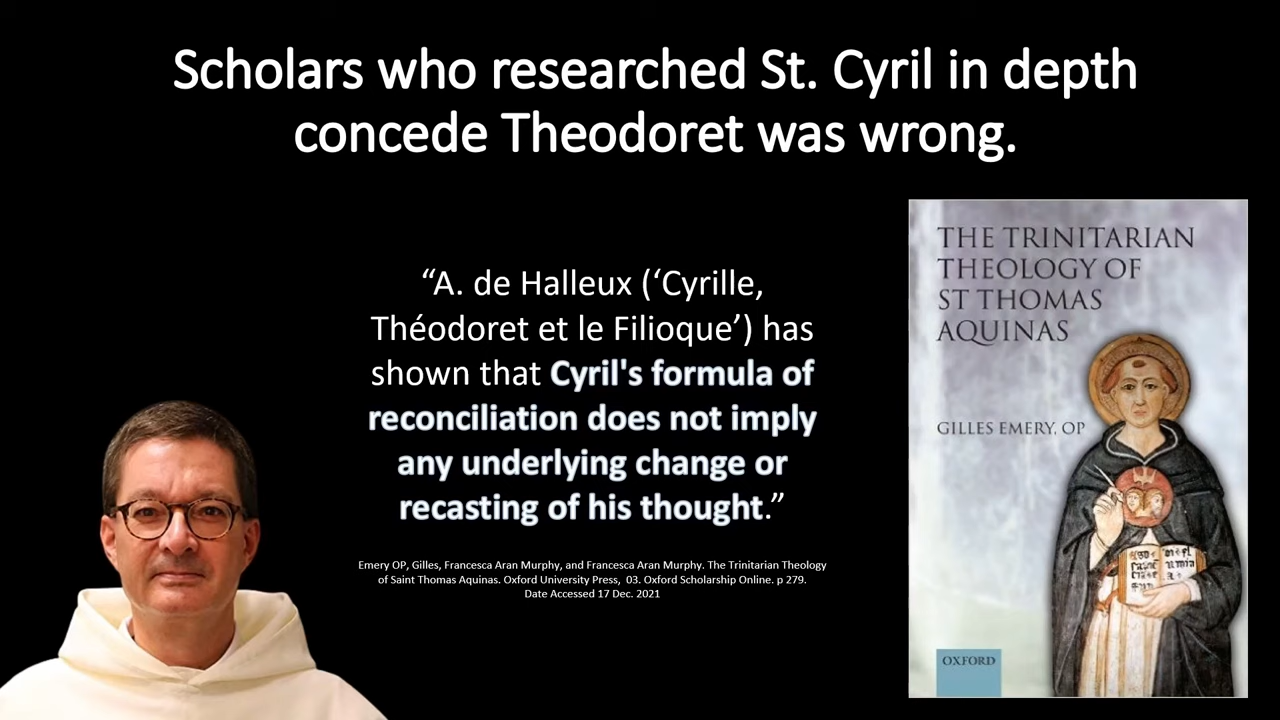 Scholars who researched St. Cyril in depth
concede Theodoret was wrong.
“A. de Halleux (‘Cyrille,
Théodoret et le Filioque’) has
shown that Cyril's formula of
reconciliation does not imply
any underlying change or
recasting of his thought.”
Emery OP, Gilles, Francesca Aran Murphy, and Francesca Aran Murphy. The Trinitarian Theology
of Saint Thomas Aquinas. Oxford University Press, 03. Oxford Scholarship Online. p 279.
Date Accessed 17 Dec. 2021
THE TRINITARIAN
THEOLOGY OF
ST THOMAS
AQUINAS
GILLES EMERY, OP
OXFORD